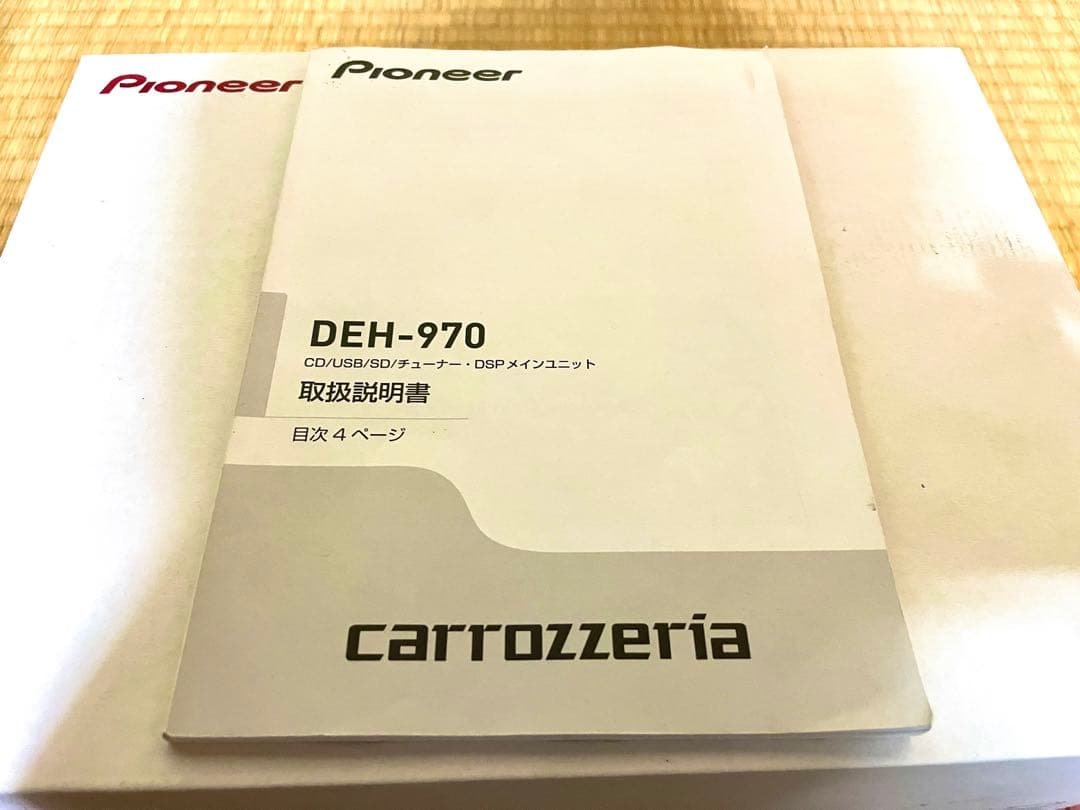 Pioneer
Pioneer
DEH-970
CD/USB/SD/チューナー・DSPメインユニット
取扱説明書
目次4ページ
carrozzeria